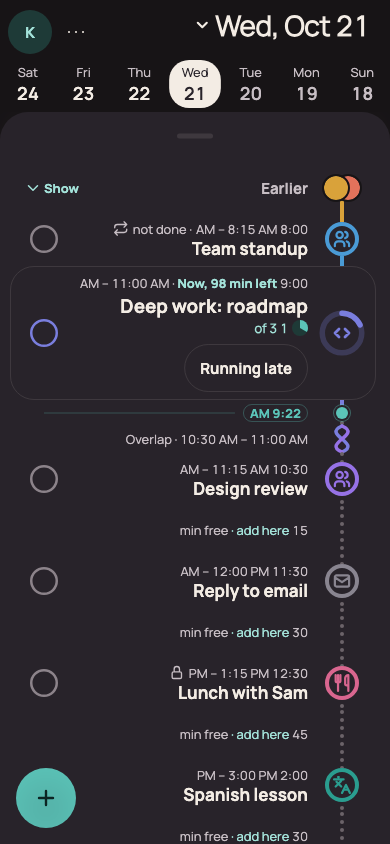 K ...
Wed, Oct 21
Sat Fri Thu Wed Tue Mon Sun
24 23 22 21 20 19 18
Show Earlier
not done · AM – 8:15 AM 8:00
Team standup
AM – 11:00 AM · Now, 98 min left 9:00
Deep work: roadmap
of 3 1
Running late
AM 9:22
Overlap · 10:30 AM – 11:00 AM
AM – 11:15 AM 10:30
Design review
min free · add here 15
AM – 12:00 PM 11:30
Reply to email
min free · add here 30
PM – 1:15 PM 12:30
Lunch with Sam
min free · add here 45
PM – 3:00 PM 2:00
Spanish lesson
min free · add here 30